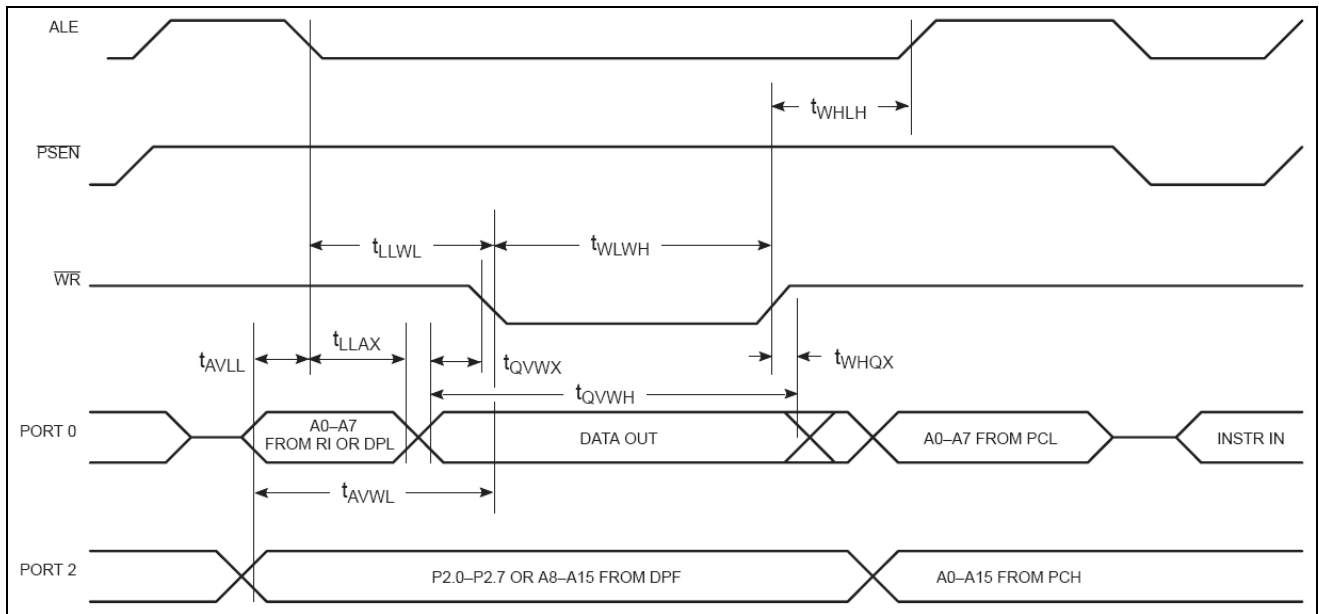 ALE
tWHLH
PSEN
tLLWL
tWLWH
WR
tAVLL
tLLAX
tQVWX
tWHQX
tQVWH
PORT 0
A0–A7
FROM RI OR DPL
DATA OUT
A0–A7 FROM PCL
INSTR IN
tAVWL
PORT 2
P2.0–P2.7 OR A8–A15 FROM DPF
A0–A15 FROM PCH